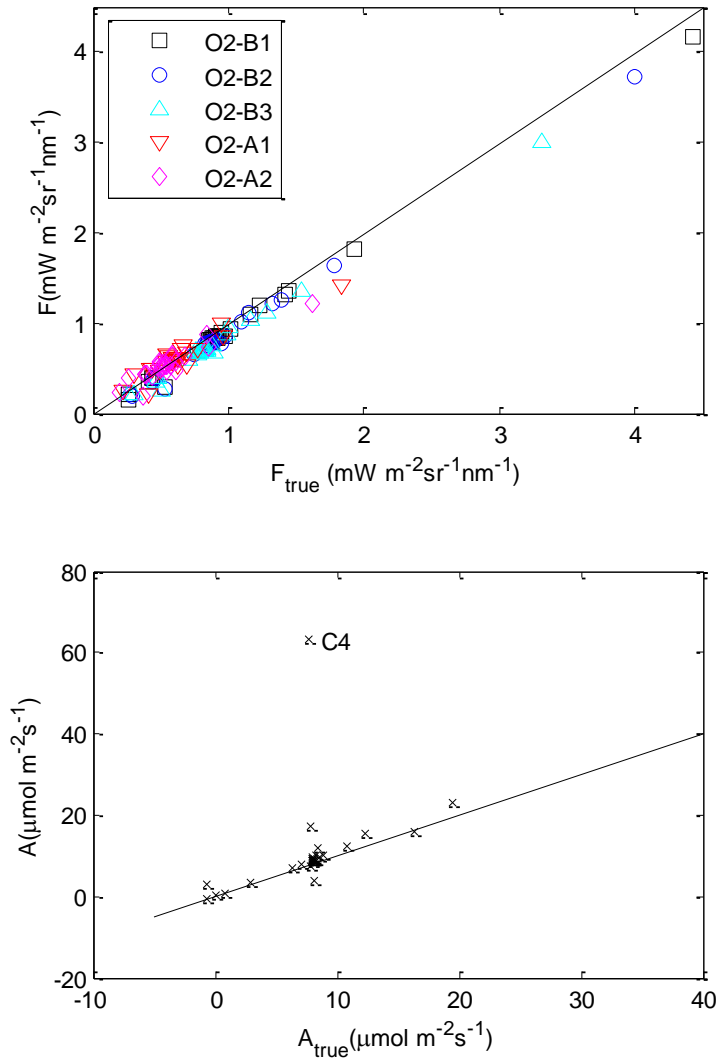 4
3
2
1
0
F(mW m⁻²sr⁻¹nm⁻¹)
O2-B1
O2-B2
O2-B3
O2-A1
O2-A2
0 1 2 3 4
F_true (mW m⁻²sr⁻¹nm⁻¹)
80
60
40
20
0
-20
A(μmol m⁻²s⁻¹)
C4
-10 0 10 20 30 40
A_true(μmol m⁻²s⁻¹)